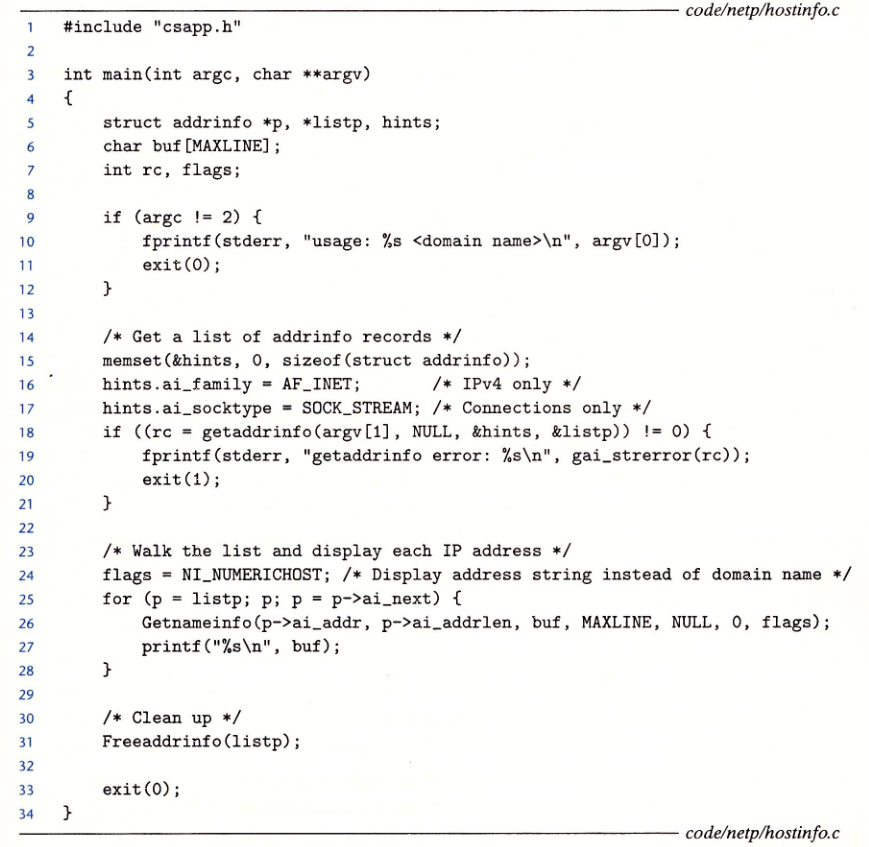 code/netp/hostinfo.c
1 #include "csapp.h"
2
3 int main(int argc, char **argv)
4 {
5 struct addrinfo *p, *listp, hints;
6 char buf[MAXLINE];
7 int rc, flags;
8
9 if (argc != 2) {
10 fprintf(stderr, "usage: %s <domain name>\n", argv[0]);
11 exit(0);
12 }
13
14 /* Get a list of addrinfo records */
15 memset(&hints, 0, sizeof(struct addrinfo));
16 hints.ai_family = AF_INET; /* IPv4 only */
17 hints.ai_socktype = SOCK_STREAM; /* Connections only */
18 if ((rc = getaddrinfo(argv[1], NULL, &hints, &listp)) != 0) {
19 fprintf(stderr, "getaddrinfo error: %s\n", gai_strerror(rc));
20 exit(1);
21 }
22
23 /* Walk the list and display each IP address */
24 flags = NI_NUMERICHOST; /* Display address string instead of domain name */
25 for (p = listp; p; p = p->ai_next) {
26 Getnameinfo(p->ai_addr, p->ai_addrlen, buf, MAXLINE, NULL, 0, flags);
27 printf("%s\n", buf);
28 }
29
30 /* Clean up */
31 Freeaddrinfo(listp);
32
33 exit(0);
34 }
code/netp/hostinfo.c